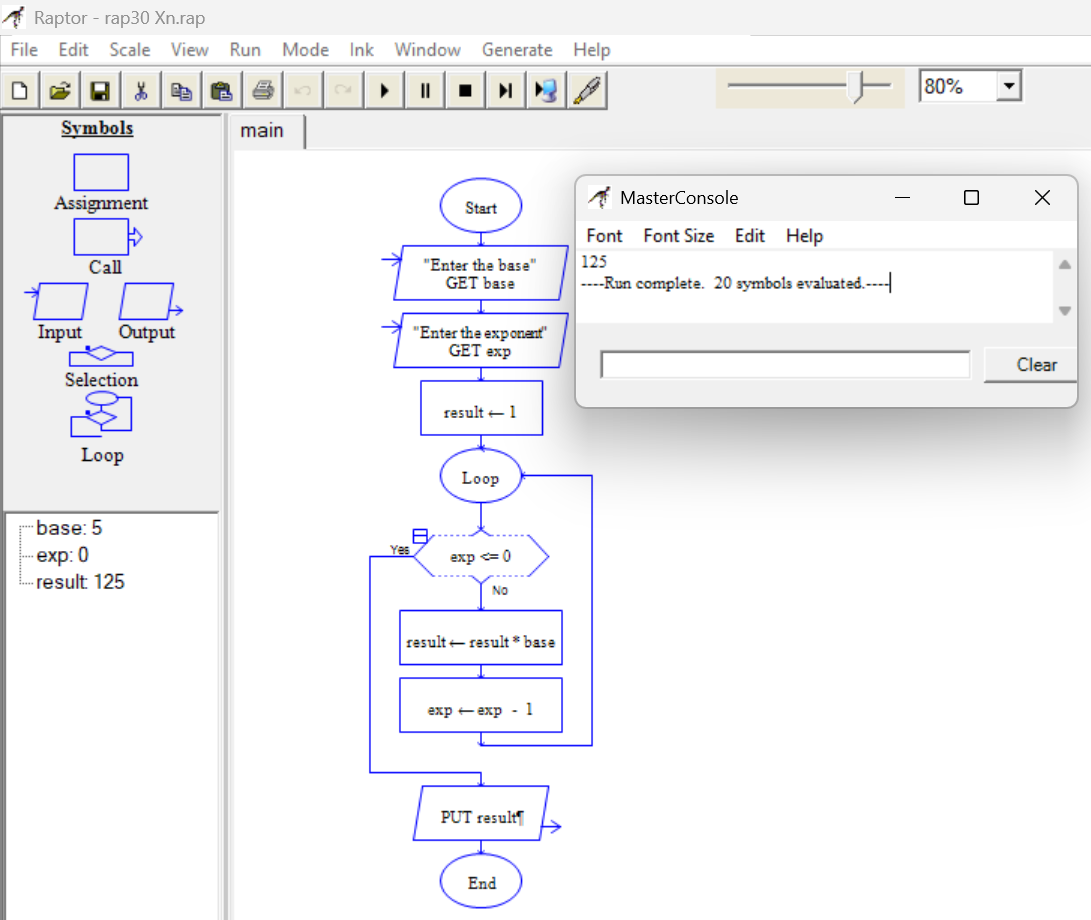 Raptor - rap30 Xn.rap
File Edit Scale View Run Mode Ink Window Generate Help
80%
Symbols
Assignment
Call
Input Output
Selection
Loop
base: 5
exp: 0
result: 125
main
Start
"Enter the base"
GET base
"Enter the exponent"
GET exp
result ← 1
Loop
Yes
exp <= 0
No
result ← result * base
exp ← exp - 1
PUT result¶
End
MasterConsole
Font Font Size Edit Help
125
----Run complete. 20 symbols evaluated.----
Clear